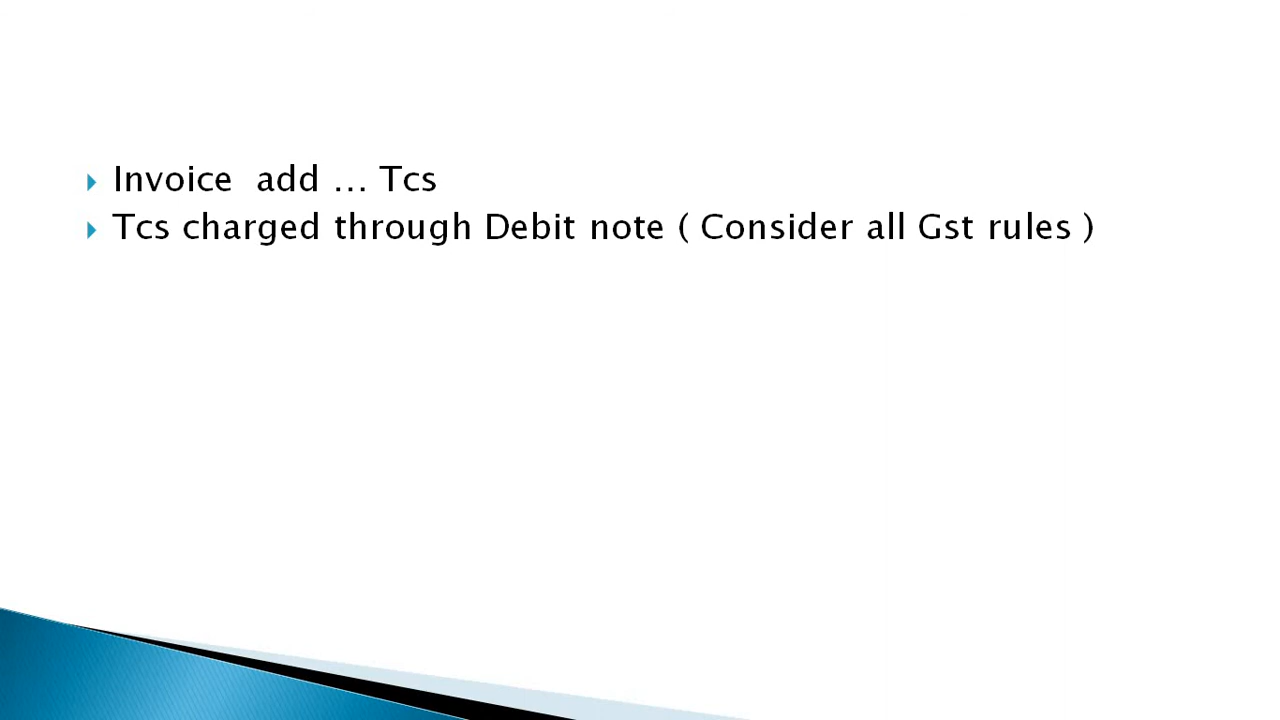 Invoice  add ... Tcs
Tcs charged through Debit note ( Consider all Gst rules )